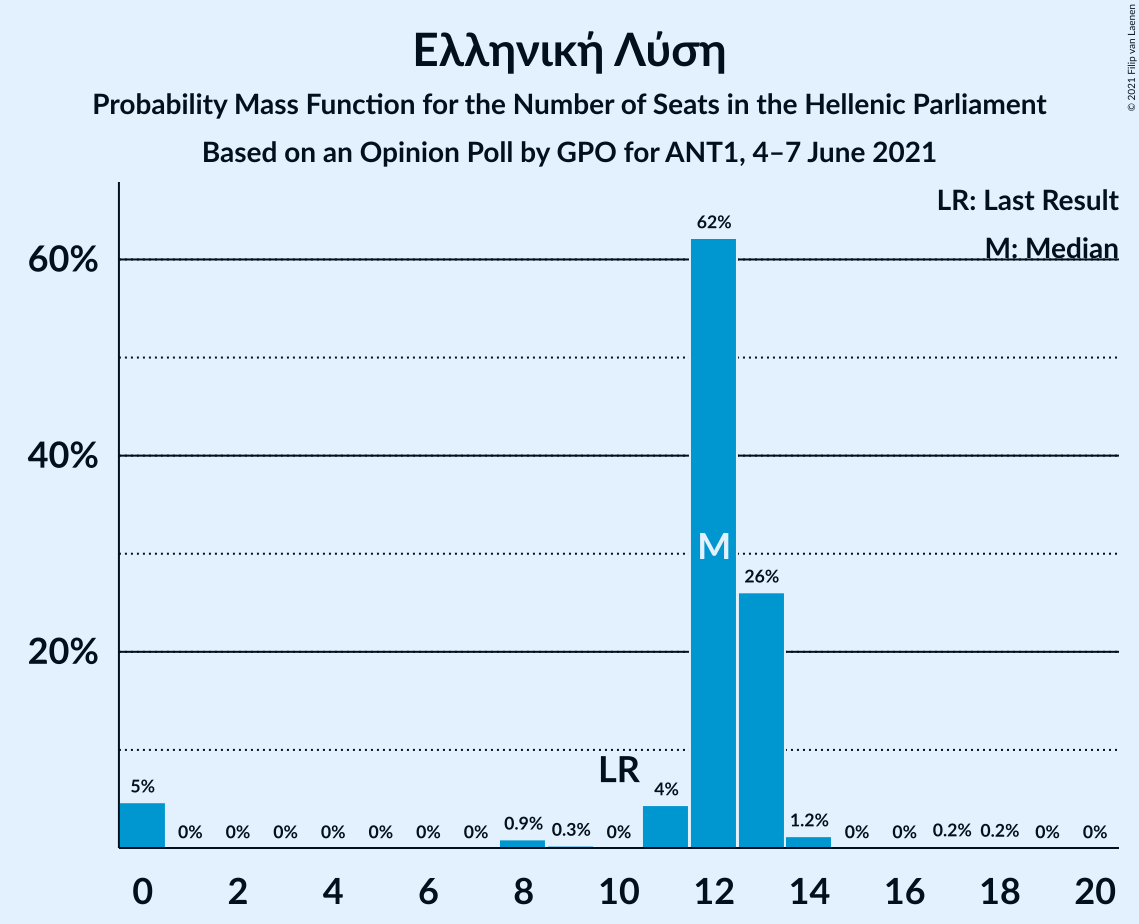 Ελληνική Λύση
Probability Mass Function for the Number of Seats in the Hellenic Parliament
Based on an Opinion Poll by GPO for ANT1, 4–7 June 2021
© 2021 Filip van Laenen
LR: Last Result
M: Median
60%
40%
20%
62%
M
26%
LR
5%
0%
0%
0%
0%
0%
0%
0%
0.9%
0.3%
0%
4%
1.2%
0%
0%
0.2%
0.2%
0%
0%
0 2 4 6 8 10 12 14 16 18 20